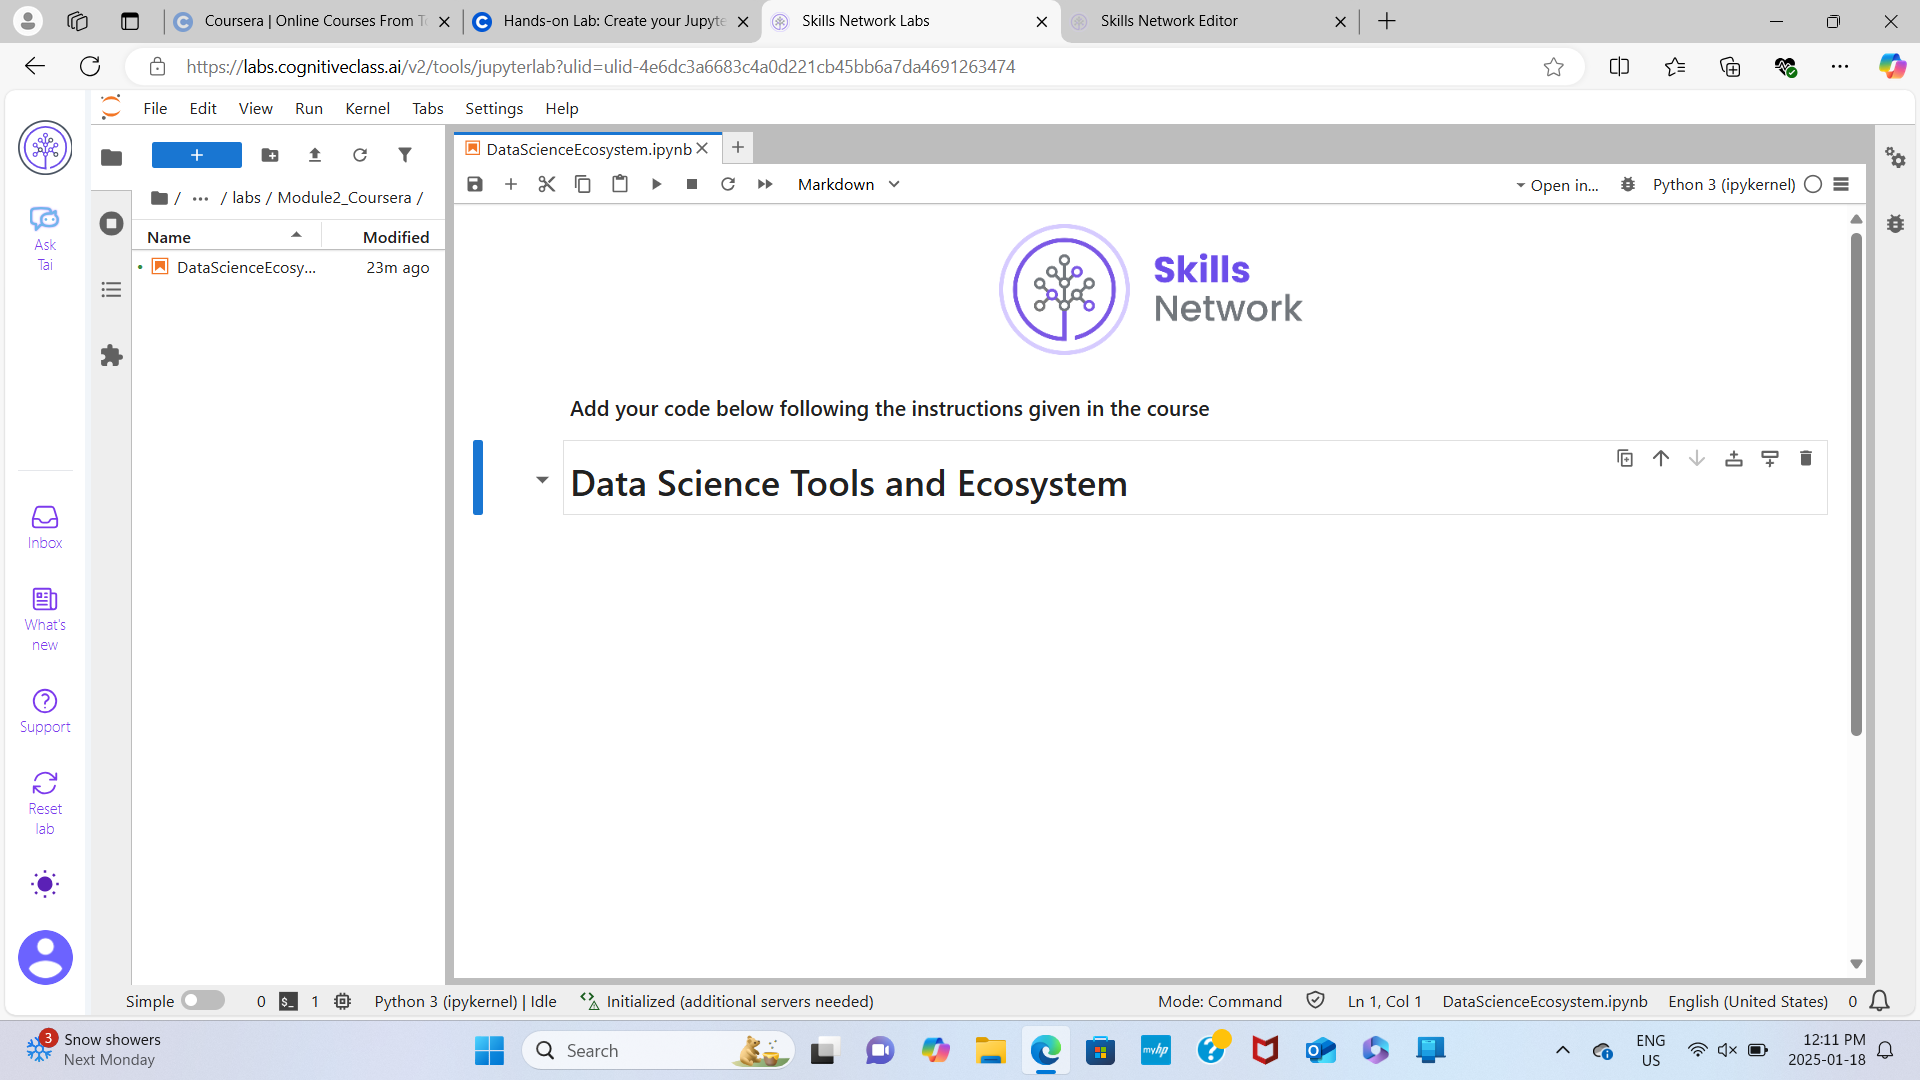 Coursera | Online Courses From To
Hands-on Lab: Create your Jupyte
Skills Network Labs
Skills Network Editor
https://labs.cognitiveclass.ai/v2/tools/jupyterlab?ulid=ulid-4e6dc3a6683c4a0d221cb45bb6a7da4691263474
File Edit View Run Kernel Tabs Settings Help
Ask
Tai
DataScienceEcosystem.ipynb
/ ... / labs / Module2_Coursera /
Markdown
Open in...
Python 3 (ipykernel)
Name Modified
DataScienceEcosy... 23m ago
Skills
Network
Add your code below following the instructions given in the course
Data Science Tools and Ecosystem
Inbox
What's
new
Support
Reset
lab
Simple 0 1 Python 3 (ipykernel) | Idle Initialized (additional servers needed) Mode: Command Ln 1, Col 1 DataScienceEcosystem.ipynb English (United States) 0
3
Snow showers
Next Monday
Search
myhp
ENG
US
12:11 PM
2025-01-18